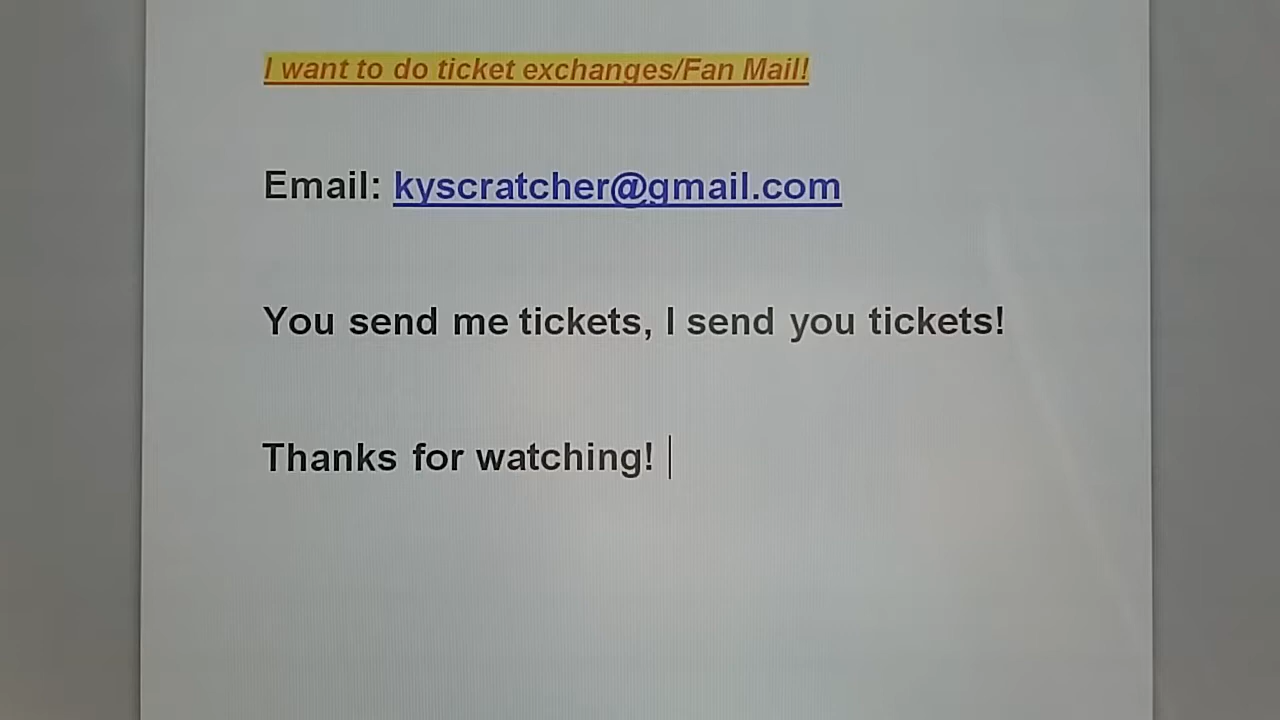 I want to do ticket exchanges/Fan Mail!
Email: kyscratcher@gmail.com
You send me tickets, I send you tickets!
Thanks for watching!